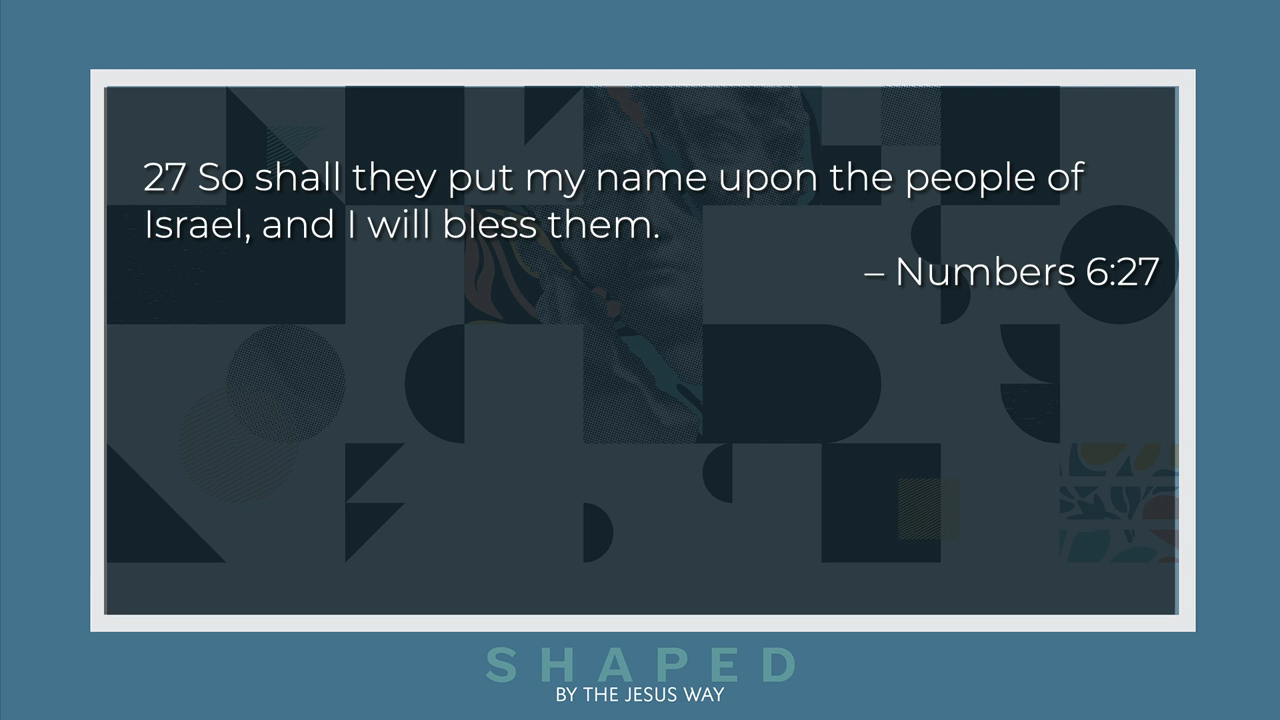 27 So shall they put my name upon the people of
Israel, and I will bless them.
– Numbers 6:27
SHAPED
BY THE JESUS WAY